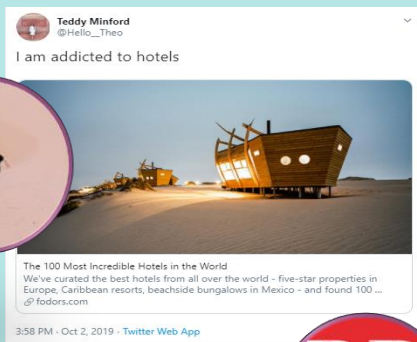 Teddy Minford
@Hello__Theo
I am addicted to hotels
The 100 Most Incredible Hotels in the World
We've curated the best hotels from all over the world - five-star properties in
Europe, Caribbean resorts, beachside bungalows in Mexico - and found 100 ...
fodors.com
3:58 PM · Oct 2, 2019 · Twitter Web App